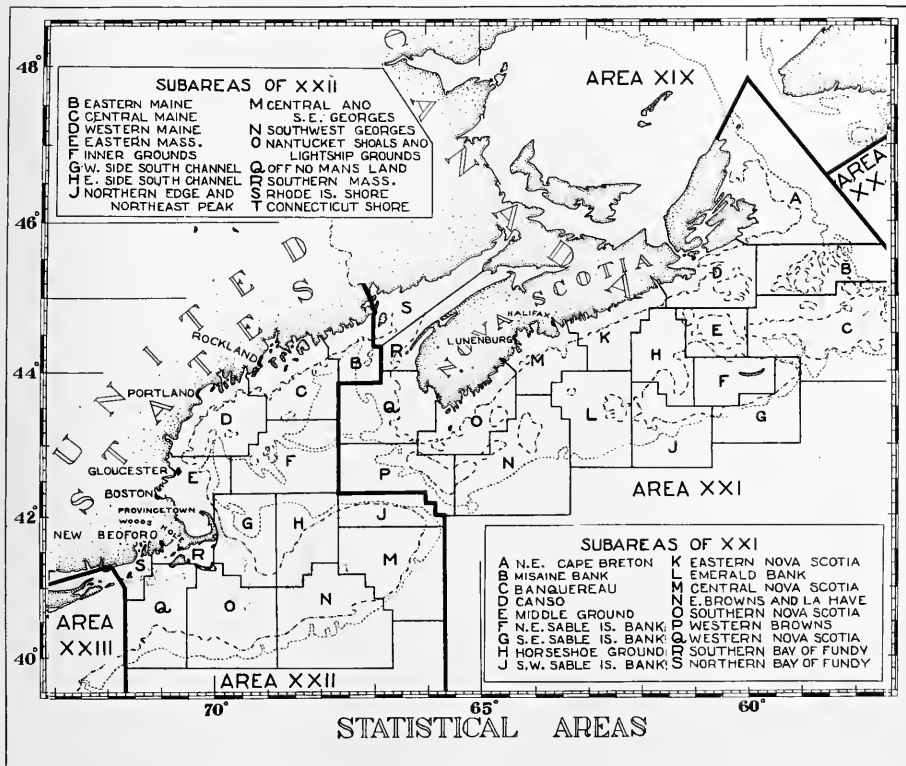 48°
46°
44°
42°
40°
70°
65°
60°
SUBAREAS OF XXII
B EASTERN MAINE
C CENTRAL MAINE
D WESTERN MAINE
E EASTERN MASS.
F INNER GROUNDS
G W. SIDE SOUTH CHANNEL
H E. SIDE SOUTH CHANNEL
J NORTHERN EDGE AND
NORTHEAST PEAK
M CENTRAL AND
S.E. GEORGES
N SOUTHWEST GEORGES
O NANTUCKET SHOALS AND
LIGHTSHIP GROUNDS
Q OFF NO MANS LAND
R SOUTHERN MASS.
S RHODE IS. SHORE
T CONNECTICUT SHORE
CANADA
AREA XIX
AREA
XX
UNITED
STATES
NOVA SCOTIA
HALIFAX
LUNENBURG
ROCKLAND
PORTLAND
GLOUCESTER
BOSTON
PROVINCETOWN
WOODS
HOLE
NEW BEDFORD
A
B
C
D
E
F
G
H
J
K
L
M
N
O
P
Q
R
S
B
C
D
E
F
G
H
J
M
N
O
Q
R
S
AREA
XXIII
AREA XXII
AREA XXI
SUBAREAS OF XXI
A N.E. CAPE BRETON
B MISAINE BANK
C BANQUEREAU
D CANSO
E MIDDLE GROUND
F N.E. SABLE IS. BANK
G S.E. SABLE IS. BANK
H HORSESHOE GROUND
J S.W. SABLE IS. BANK
K EASTERN NOVA SCOTIA
L EMERALD BANK
M CENTRAL NOVA SCOTIA
N E. BROWNS AND LA HAVE
O SOUTHERN NOVA SCOTIA
P WESTERN BROWNS
Q WESTERN NOVA SCOTIA
R SOUTHERN BAY OF FUNDY
S NORTHERN BAY OF FUNDY
STATISTICAL AREAS